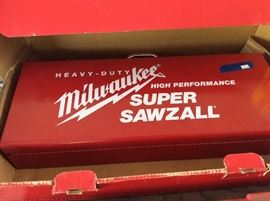 HEAVY-DUTY
Milwaukee
HIGH PERFORMANCE
SUPER
SAWZALL